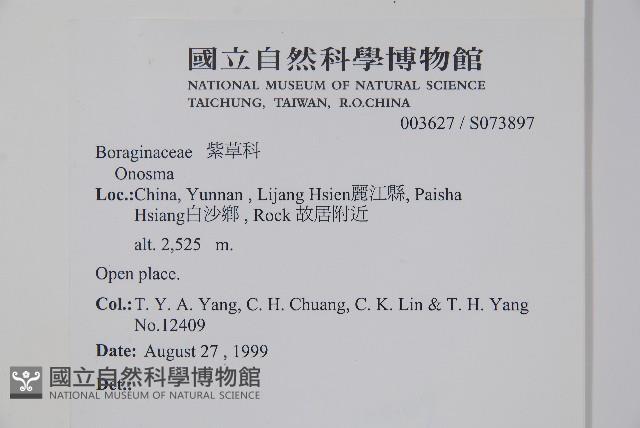 國立自然科學博物館
NATIONAL MUSEUM OF NATURAL SCIENCE
TAICHUNG, TAIWAN, R.O.CHINA
003627 / S073897
Boraginaceae 紫草科
Onosma
Loc.:China, Yunnan , Lijang Hsien麗江縣, Paisha
Hsiang白沙鄉 , Rock 故居附近
alt. 2,525 m.
Open place.
Col.: T. Y. A. Yang, C. H. Chuang, C. K. Lin & T. H. Yang
No.12409
Date: August 27 , 1999
Det.:
國立自然科學博物館
NATIONAL MUSEUM OF NATURAL SCIENCE